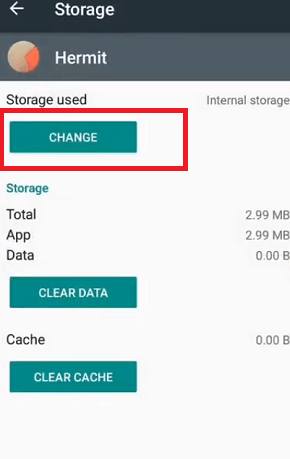 Storage
Hermit
Storage used Internal storage
CHANGE
Storage
Total 2.99 MB
App 2.99 MB
Data 0.00 B
CLEAR DATA
Cache 0.00 B
CLEAR CACHE